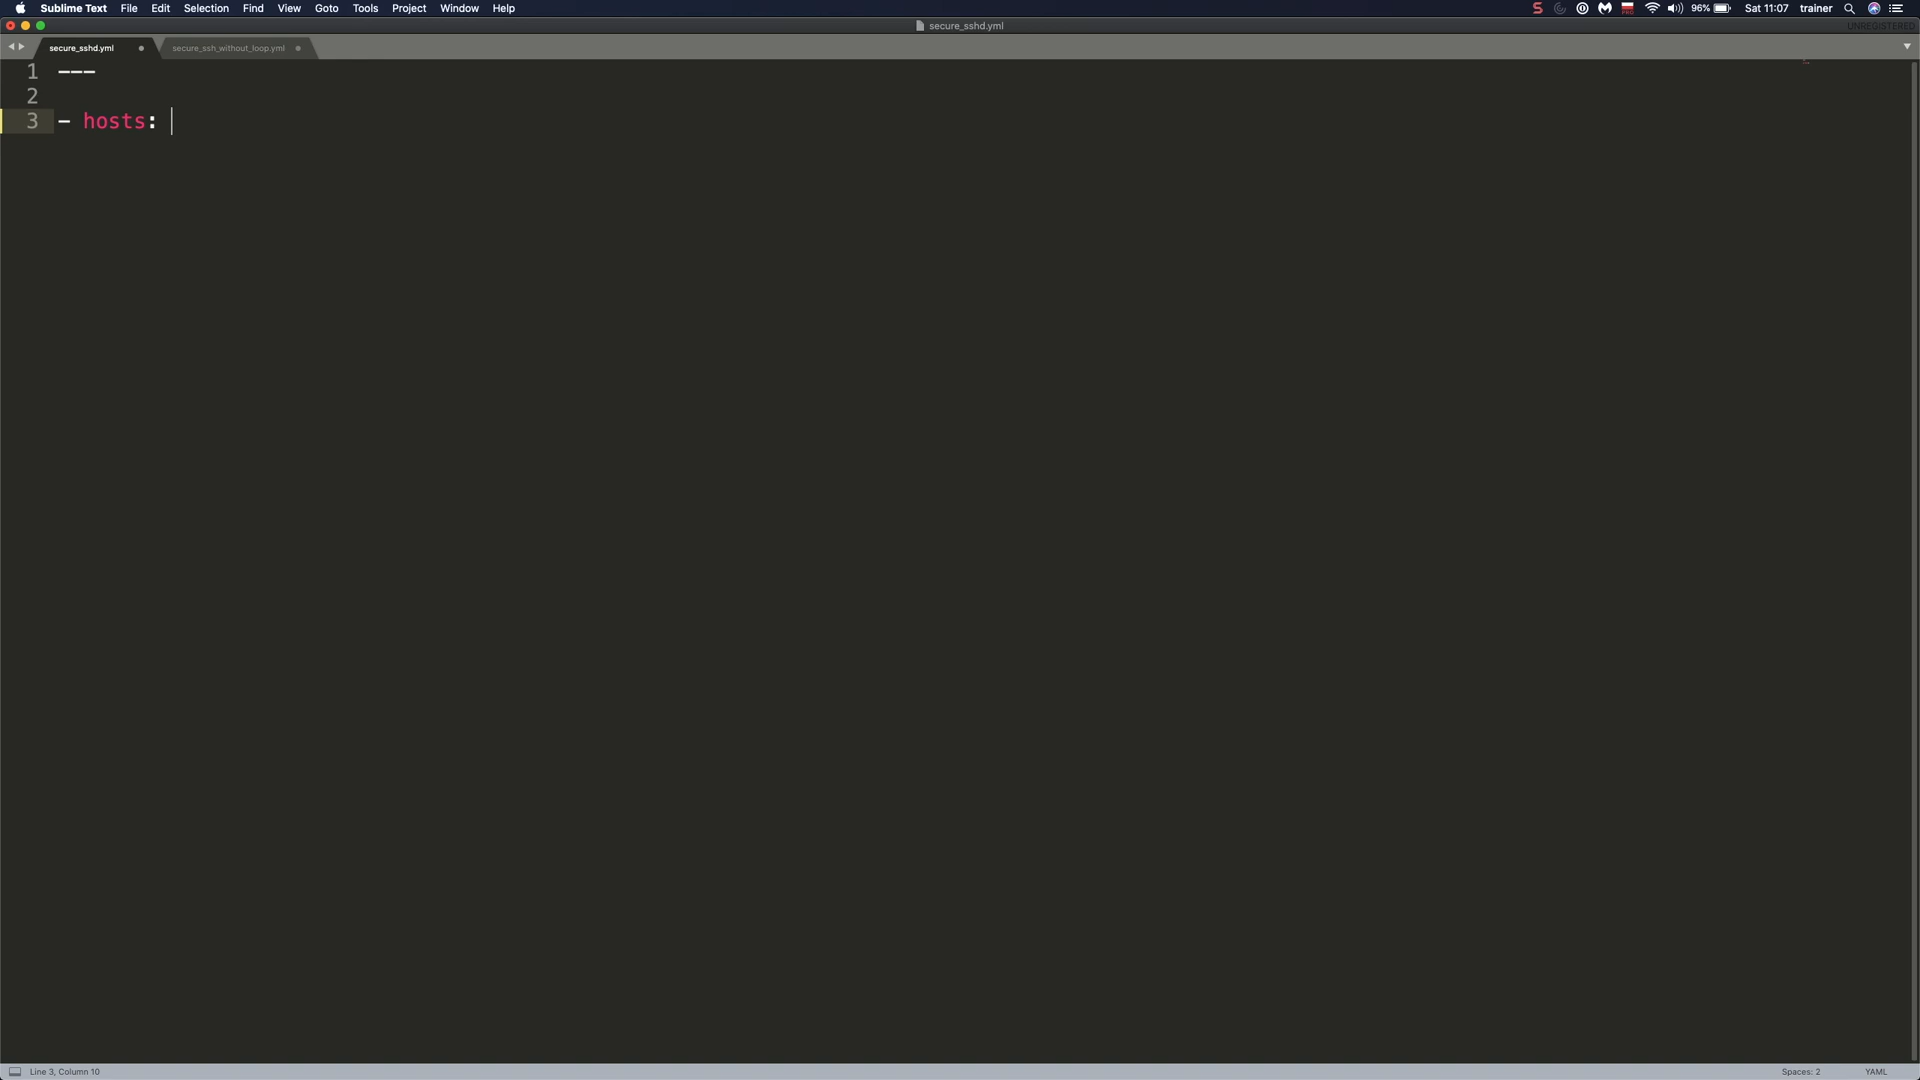 Sublime Text File Edit Selection Find View Goto Tools Project Window Help 96% Sat 11:07 trainer
secure_sshd.yml UNREGISTERED
secure_sshd.yml secure_ssh_without_loop.yml
1 ---
2
3 - hosts:
Line 3, Column 10 Spaces: 2 YAML